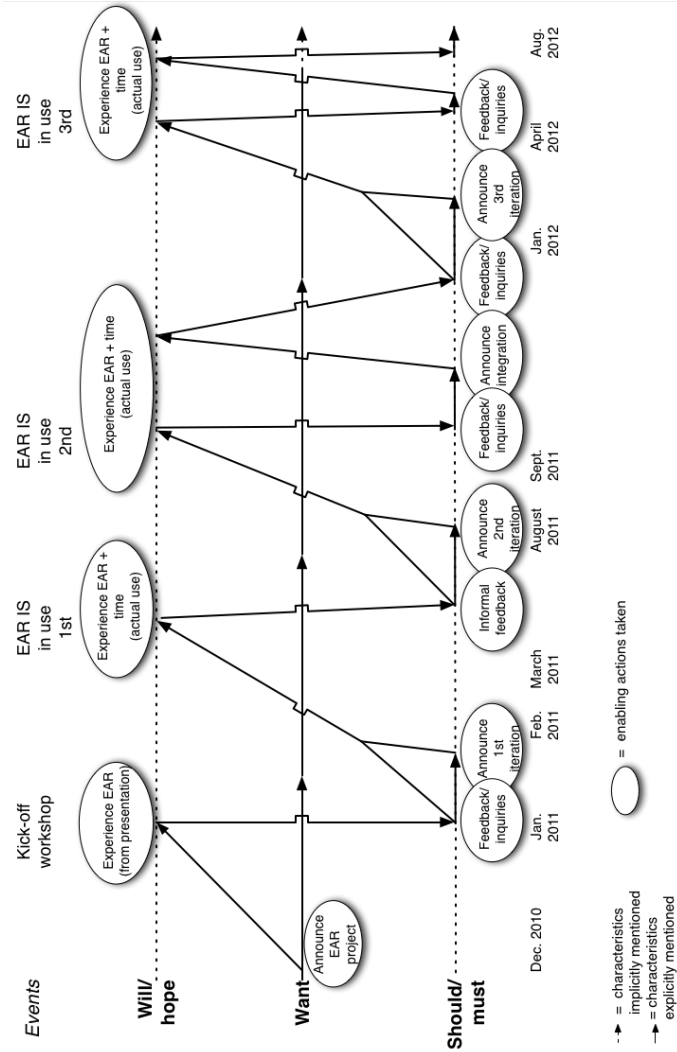 Events
Kick-off
workshop
EAR IS
in use
1st
EAR IS
in use
2nd
EAR IS
in use
3rd
Experience EAR
(from presentation)
Experience EAR +
time
(actual use)
Experience EAR + time
(actual use)
Experience EAR +
time
(actual use)
Will/
hope
Want
Announce
EAR
project
Should/
must
Feedback/
inquiries
Announce
1st
iteration
Informal
feedback
Announce
2nd
iteration
Feedback/
inquiries
Announce
integration
Feedback/
inquiries
Announce
3rd
iteration
Feedback/
inquiries
Dec. 2010
Jan.
2011
Feb.
2011
March
2011
August
2011
Sept.
2011
Jan.
2012
April
2012
Aug.
2012
= characteristics
implicitly mentioned
= characteristics
explicitly mentioned
= enabling actions taken